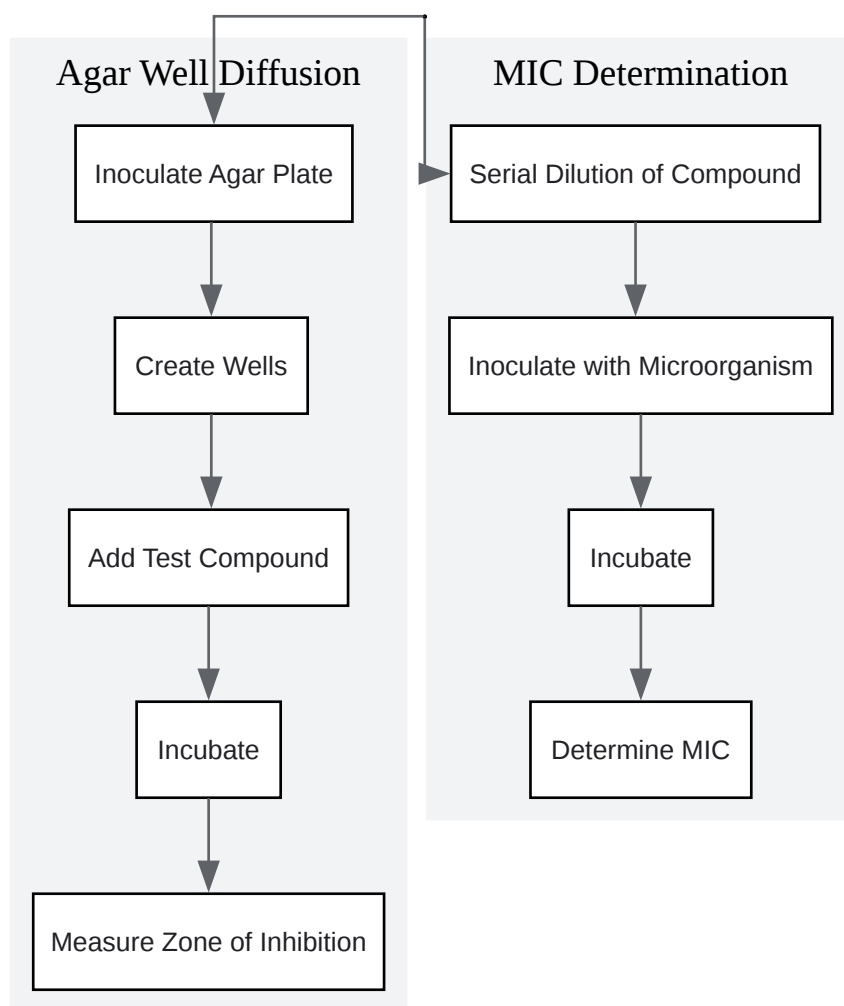 Agar Well Diffusion
Inoculate Agar Plate
Create Wells
Add Test Compound
Incubate
Measure Zone of Inhibition
MIC Determination
Serial Dilution of Compound
Inoculate with Microorganism
Incubate
Determine MIC